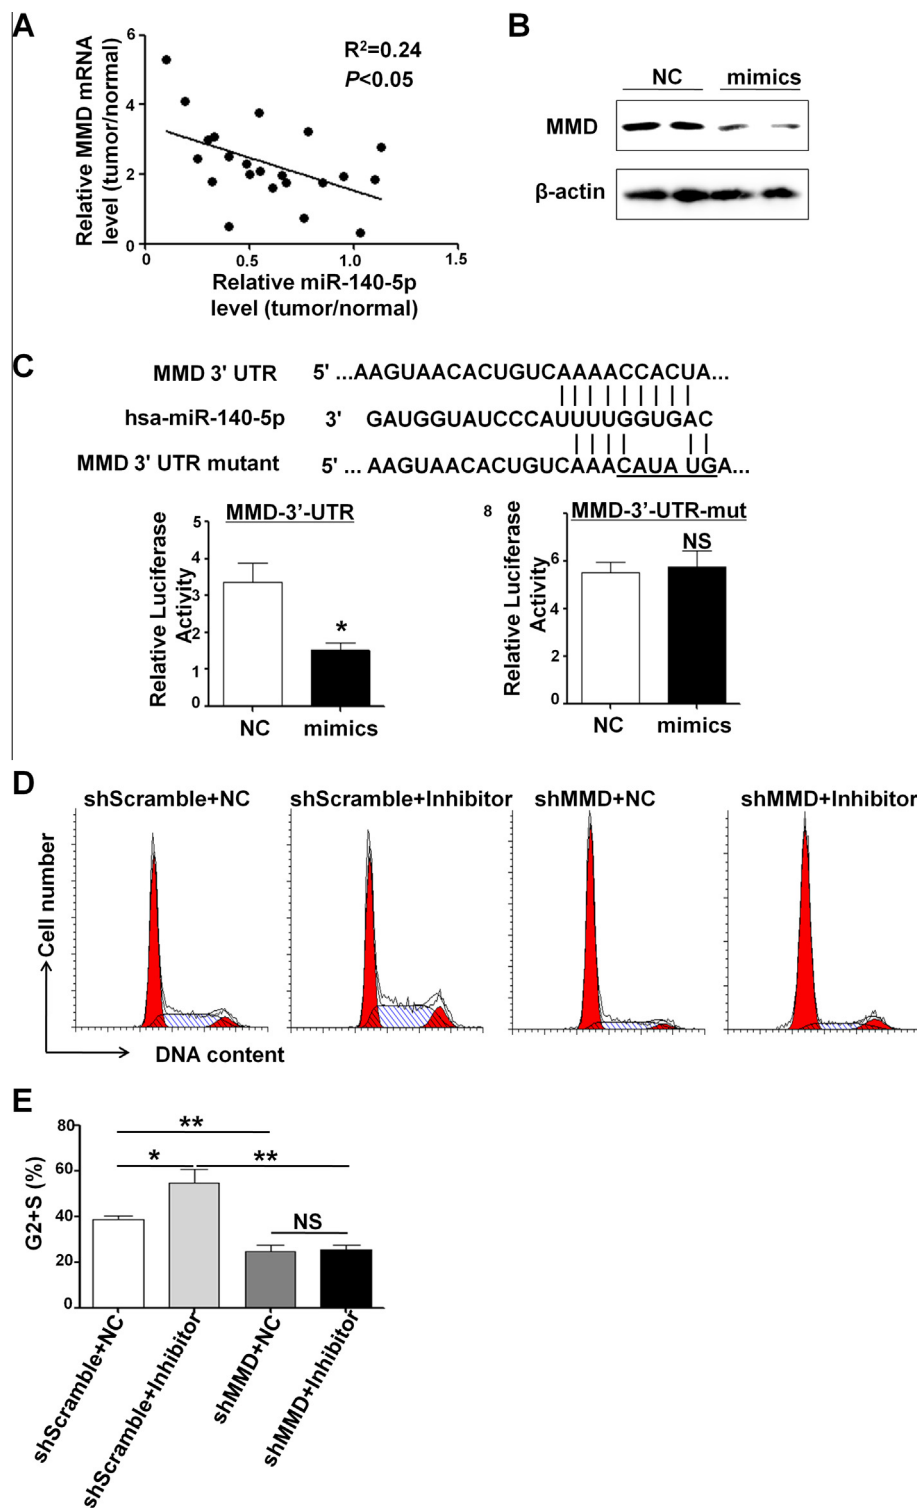 A
Relative MMD mRNA
level (tumor/normal)
6
4
2
0
R²=0.24
P<0.05
0
0.5
1.0
1.5
Relative miR-140-5p
level (tumor/normal)
B
NC
mimics
MMD
β-actin
C
MMD 3' UTR 5' ...AAGUAACACUGUCAAAACCACUA...
hsa-miR-140-5p 3' GAUGGUAUCCCAUUUUGGUGAC
MMD 3' UTR mutant 5' ... AAGUAACACUGUCAAACAUA UGA...
MMD-3'-UTR
Relative Luciferase
Activity
5
4
3
2
1
0
*
NC
mimics
MMD-3'-UTR-mut
Relative Luciferase
Activity
8
6
4
2
0
NS
NC
mimics
D
shScramble+NC
shScramble+Inhibitor
shMMD+NC
shMMD+Inhibitor
Cell number
DNA content
E
G2+S (%)
80
60
40
20
0
**
*
**
NS
shScramble+NC
shScramble+Inhibitor
shMMD+NC
shMMD+Inhibitor